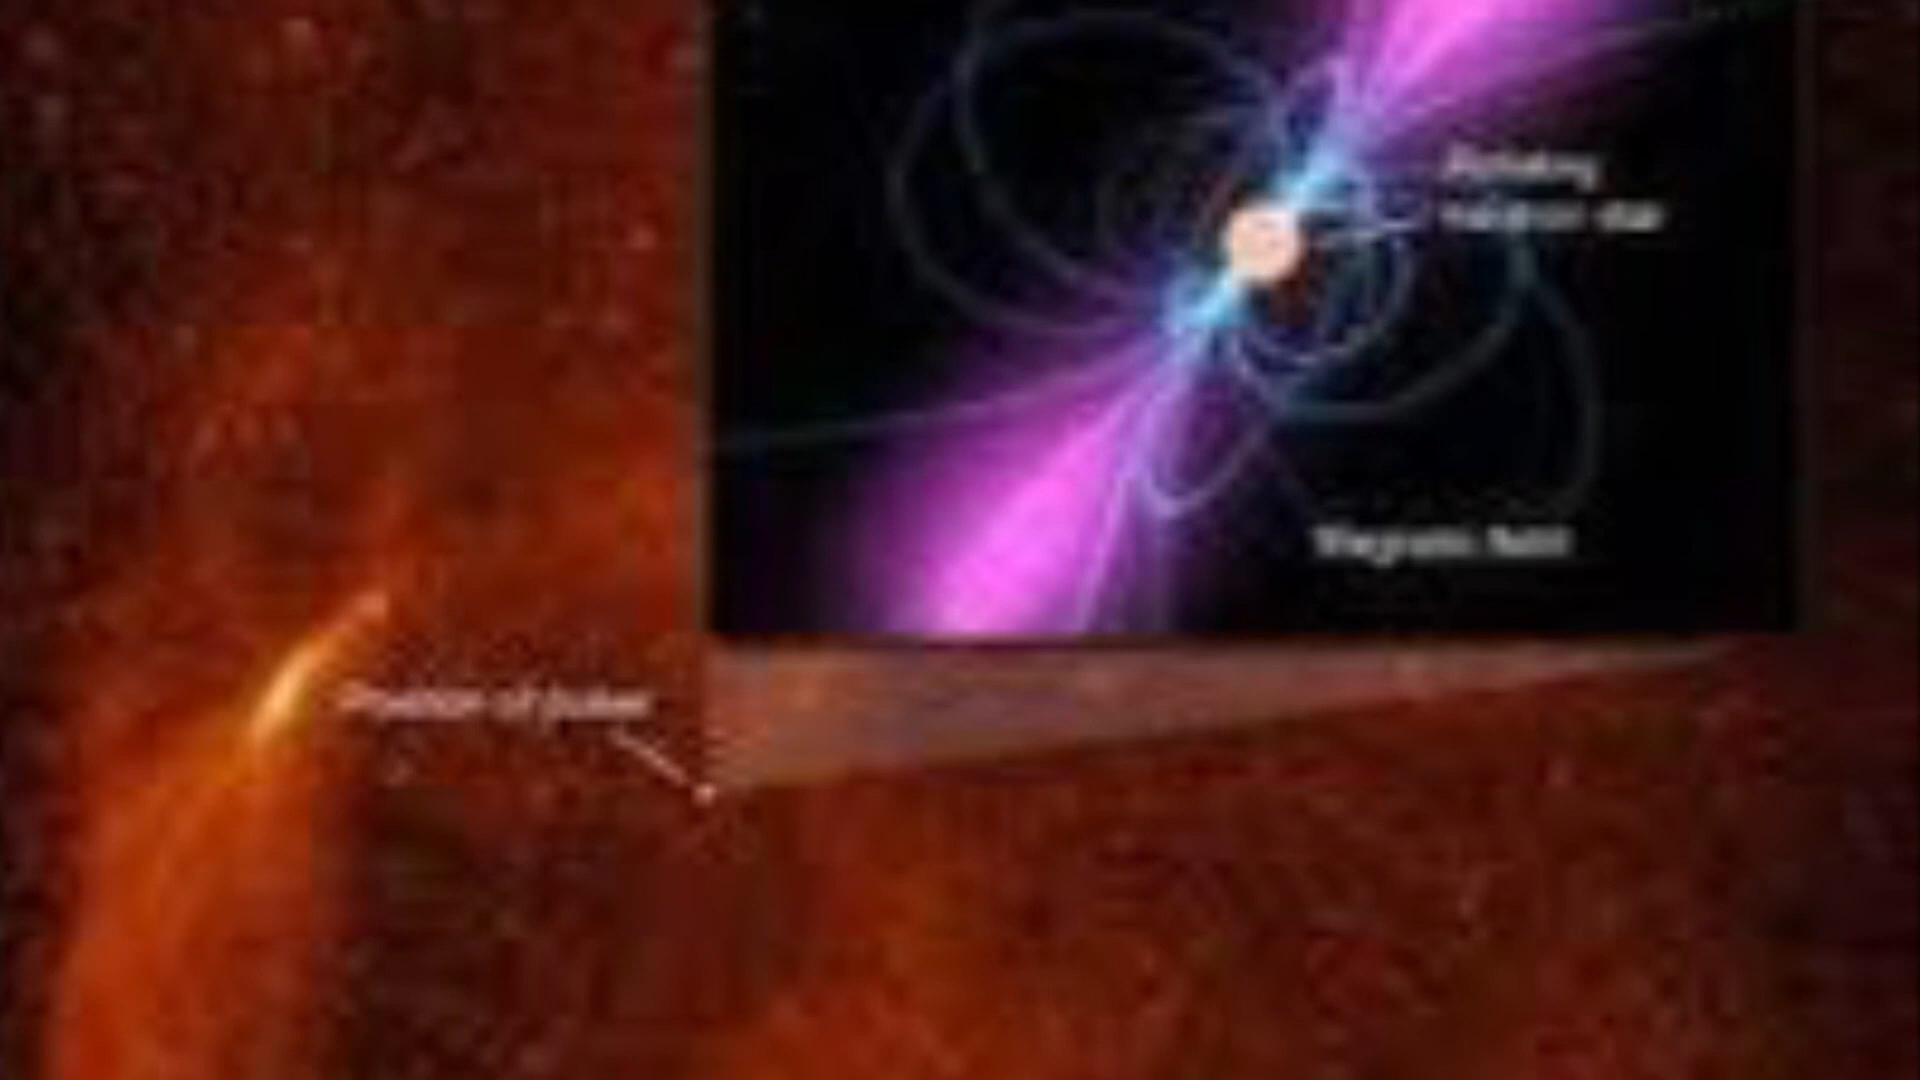 Rotating
neutron star
Magnetic field
Position of pulsar